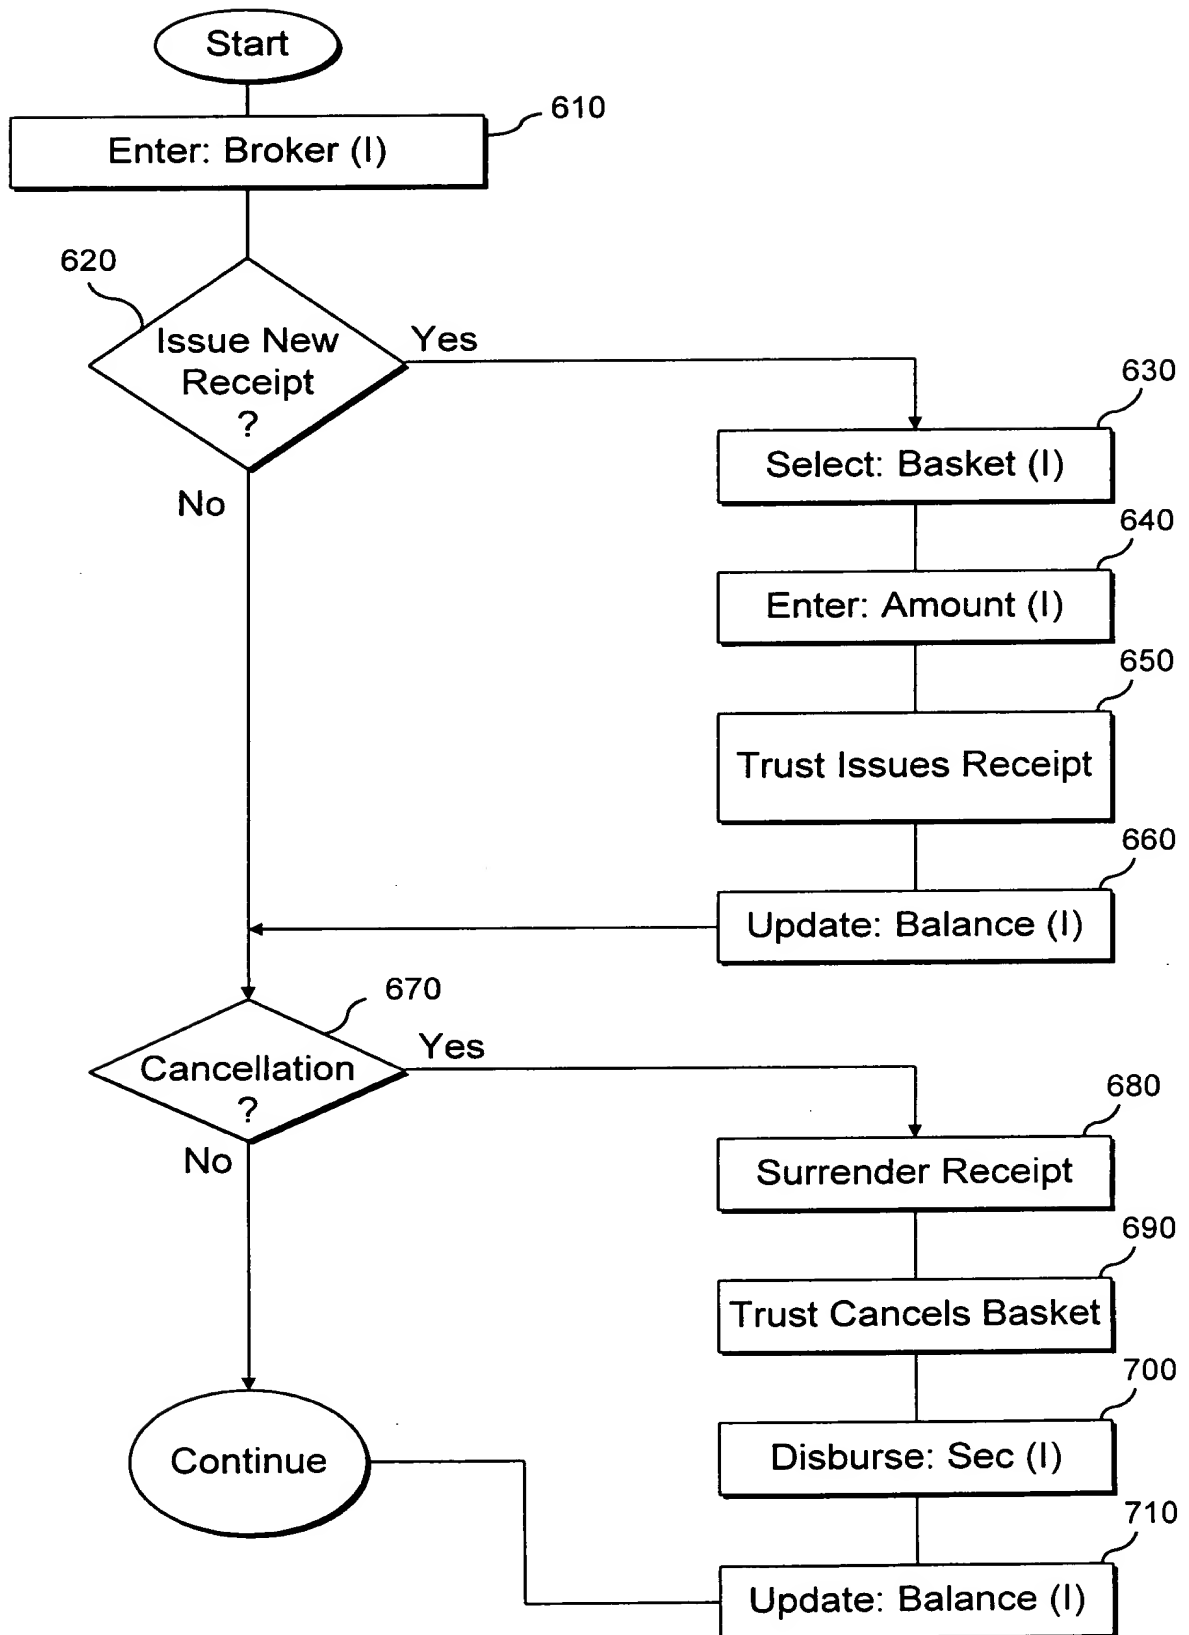 Start
610
Enter: Broker (I)
620
Issue New
Receipt
?
Yes
No
630
Select: Basket (I)
640
Enter: Amount (I)
650
Trust Issues Receipt
660
Update: Balance (I)
670
Cancellation
?
Yes
No
680
Surrender Receipt
690
Trust Cancels Basket
700
Disburse: Sec (I)
Continue
710
Update: Balance (I)